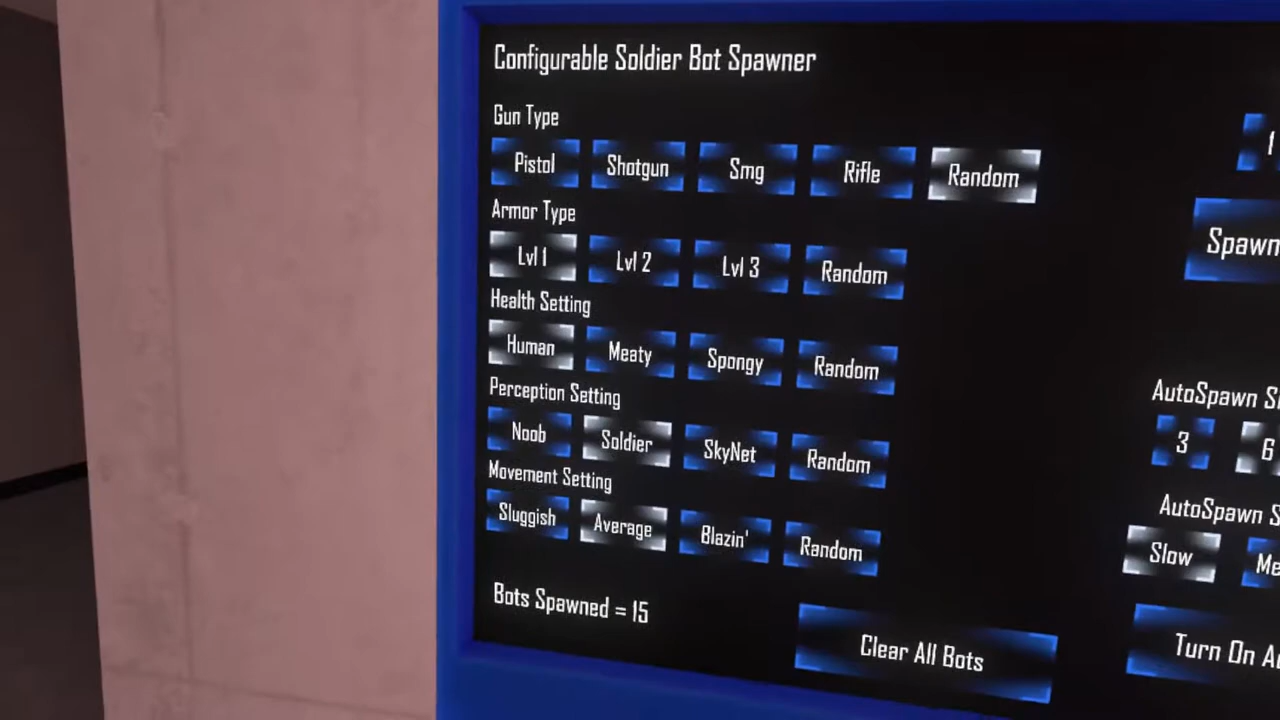 Configurable Soldier Bot Spawner
Gun Type
Pistol Shotgun Smg Rifle Random
Armor Type
Lvl 1 Lvl 2 Lvl 3 Random
Health Setting
Human Meaty Spongy Random
Perception Setting
Noob Soldier SkyNet Random
Movement Setting
Sluggish Average Blazin' Random
Bots Spawned = 15
Clear All Bots
Spawn
AutoSpawn
3 6
AutoSpawn
Slow
Turn On